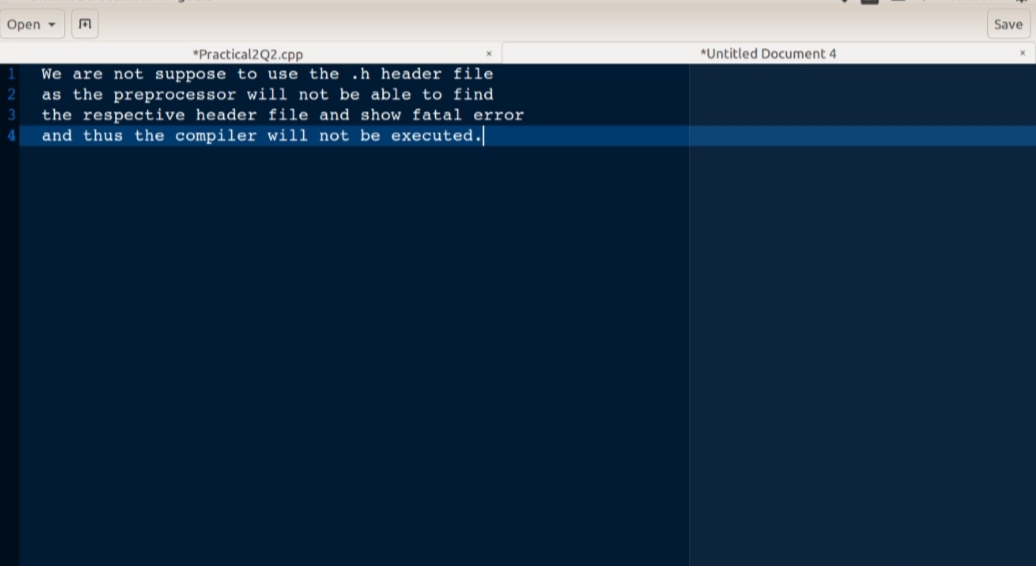 Open
Save
*Practical2Q2.cpp ×
*Untitled Document 4 ×
1 We are not suppose to use the .h header file
2 as the preprocessor will not be able to find
3 the respective header file and show fatal error
4 and thus the compiler will not be executed.